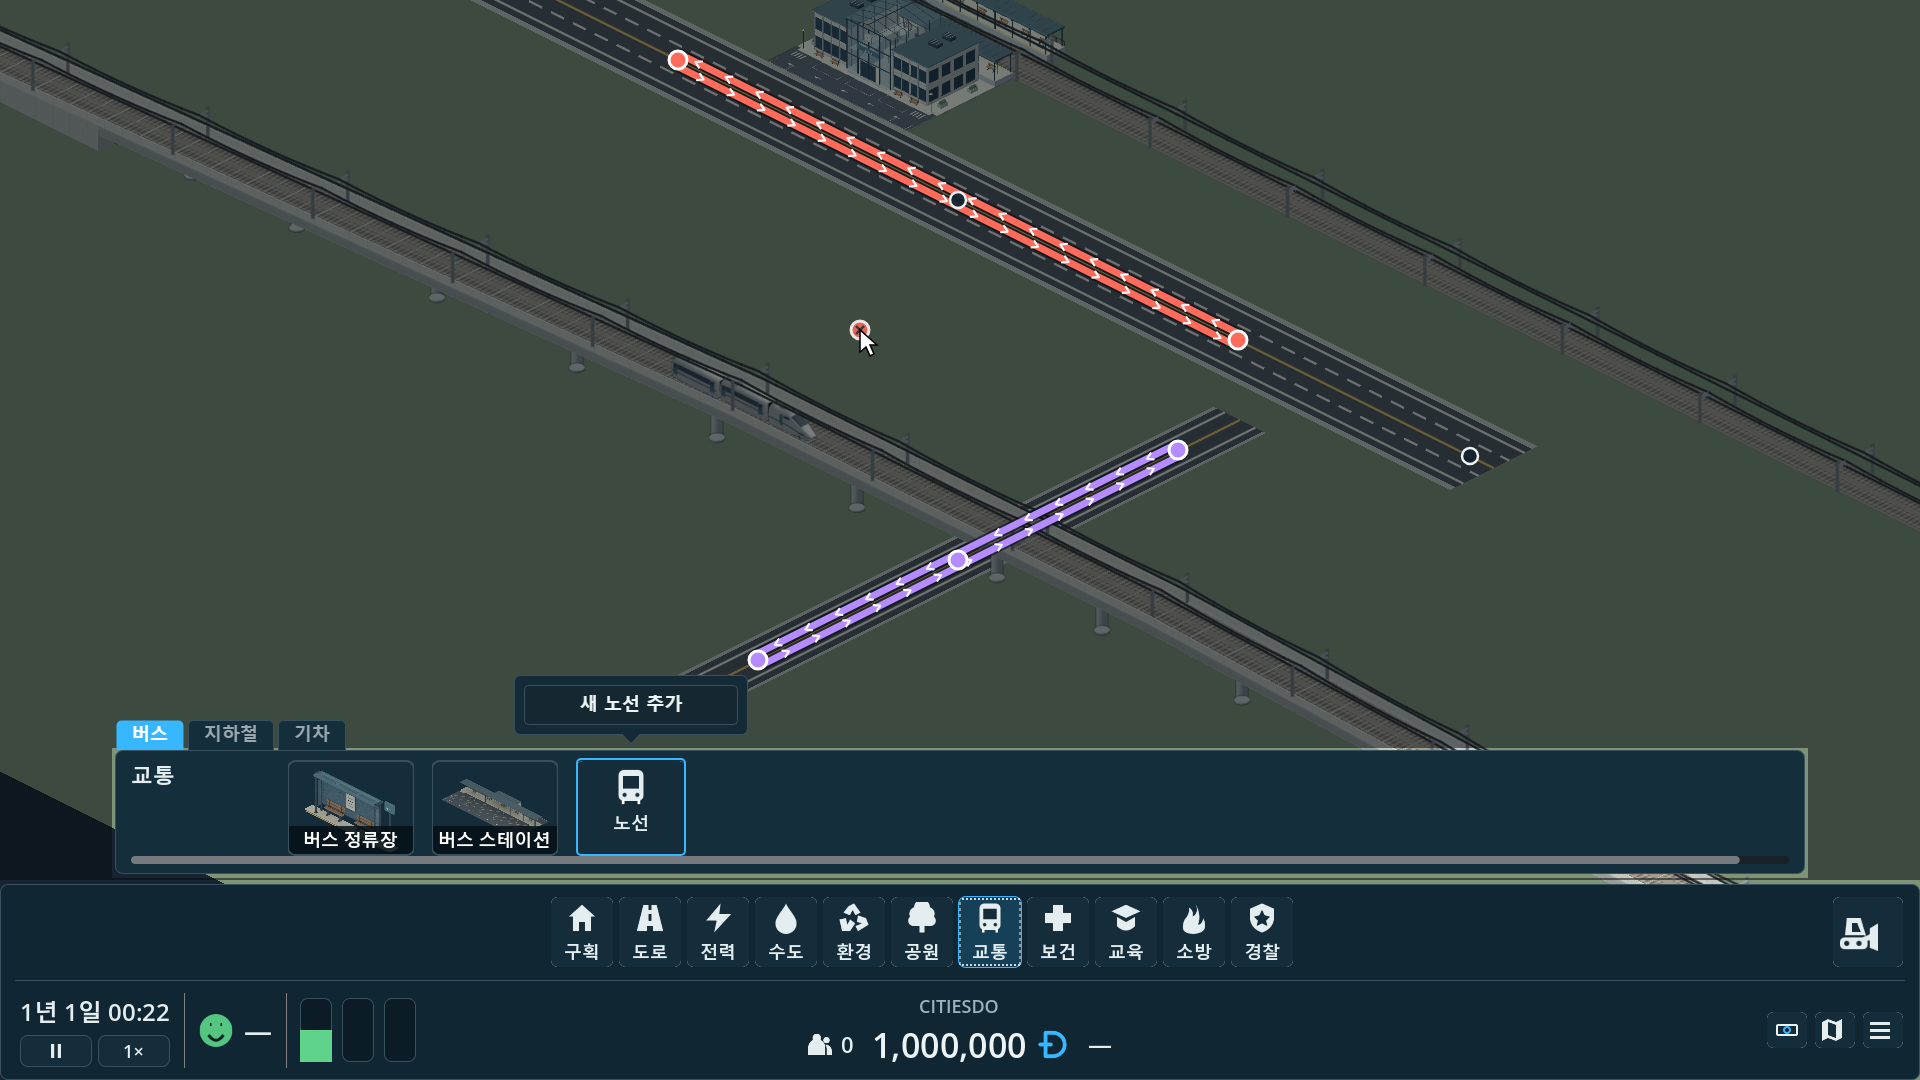 새 노선 추가
버스
지하철
기차
교통
버스 정류장
버스 스테이션
노선
구획
도로
전력
수도
환경
공원
교통
보건
교육
소방
경찰
1년 1일 00:22
1×
—
CITIESDO
0
1,000,000 Đ —